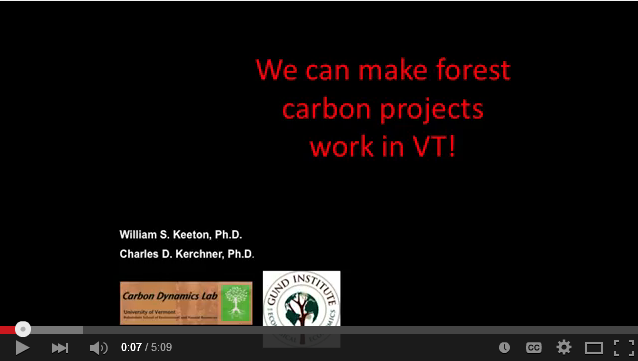 We can make forest
carbon projects
work in VT!
William S. Keeton, Ph.D.
Charles D. Kerchner, Ph.D.
Carbon Dynamics Lab
University of Vermont
GUND INSTITUTE
0:07 / 5:09
CC